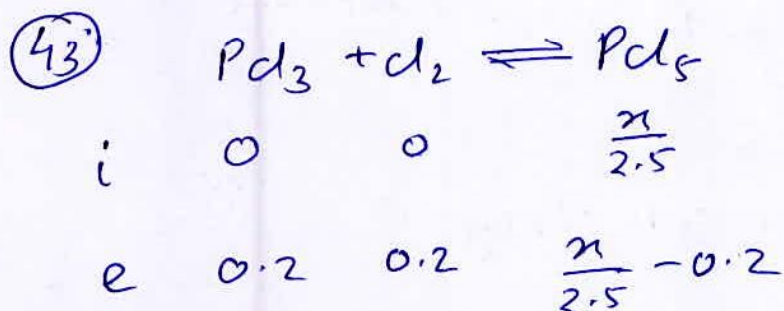 43. PCl₃ + Cl₂ ⇌ PCl₅
i 0 0 x/2.5
e 0.2 0.2 x/2.5 - 0.2